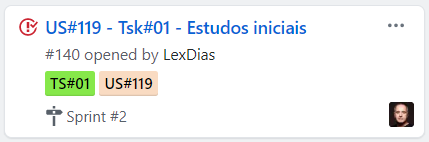 US#119 - Tsk#01 - Estudos iniciais
#140 opened by LexDias
TS#01 US#119
Sprint #2